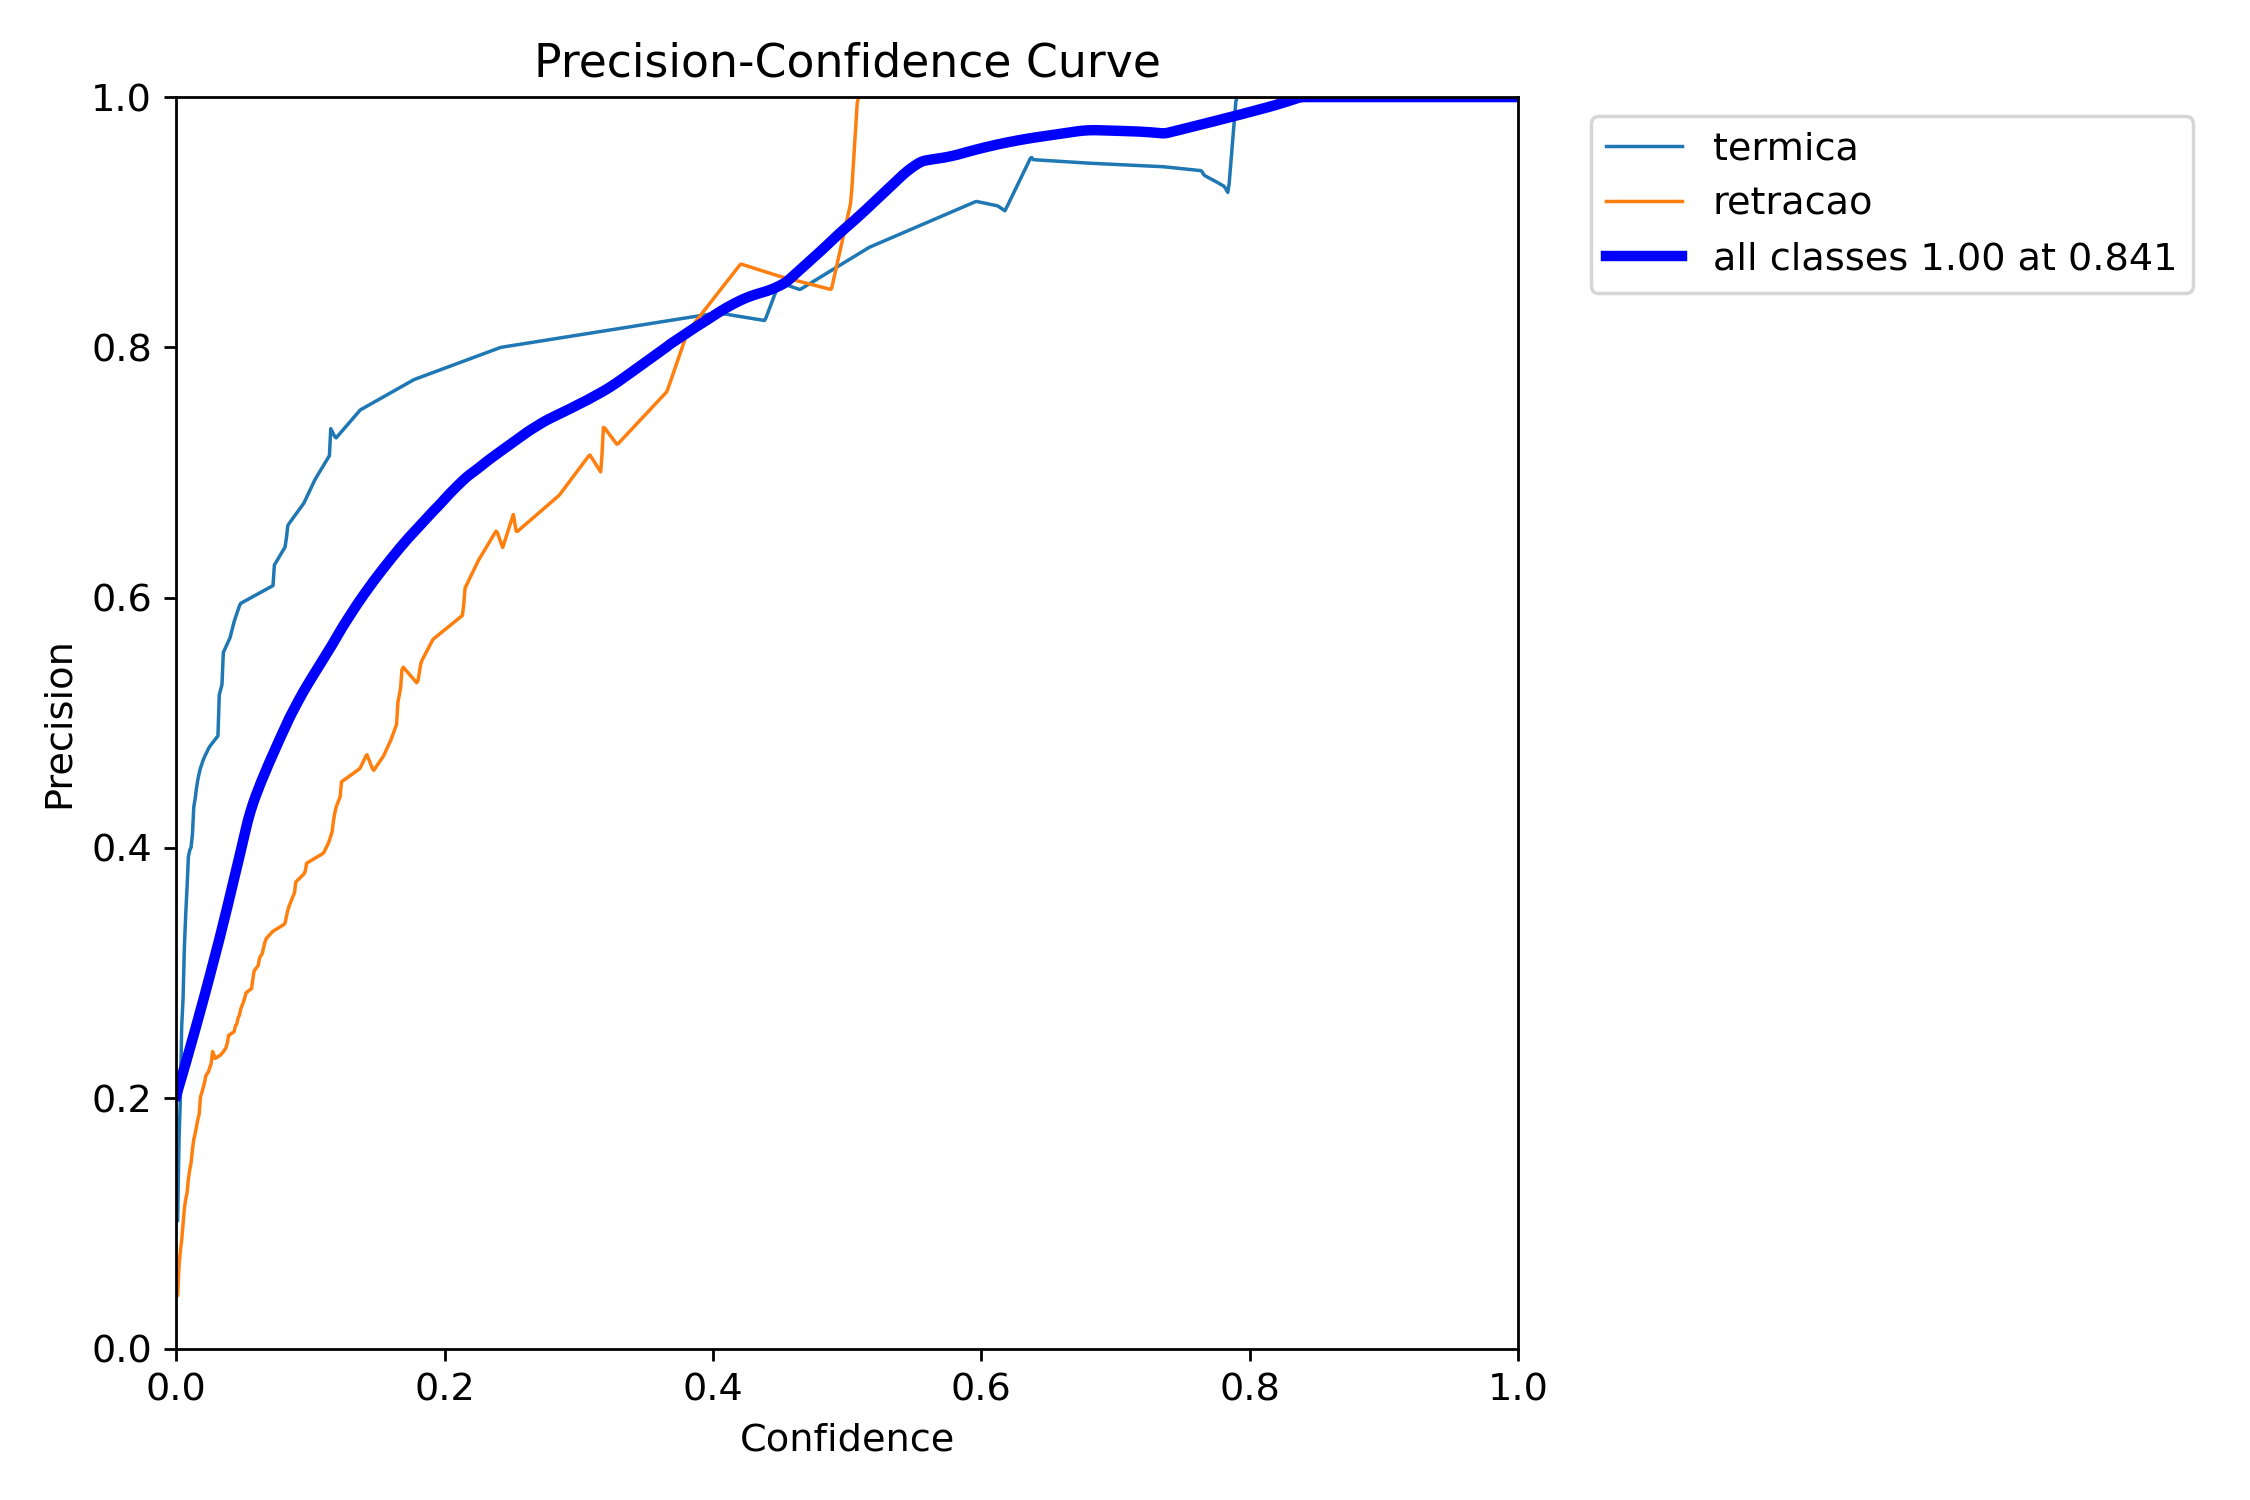 Precision-Confidence Curve
1.0
0.8
0.6
0.4
0.2
0.0
Precision
0.0 0.2 0.4 0.6 0.8 1.0
Confidence
termica
retracao
all classes 1.00 at 0.841